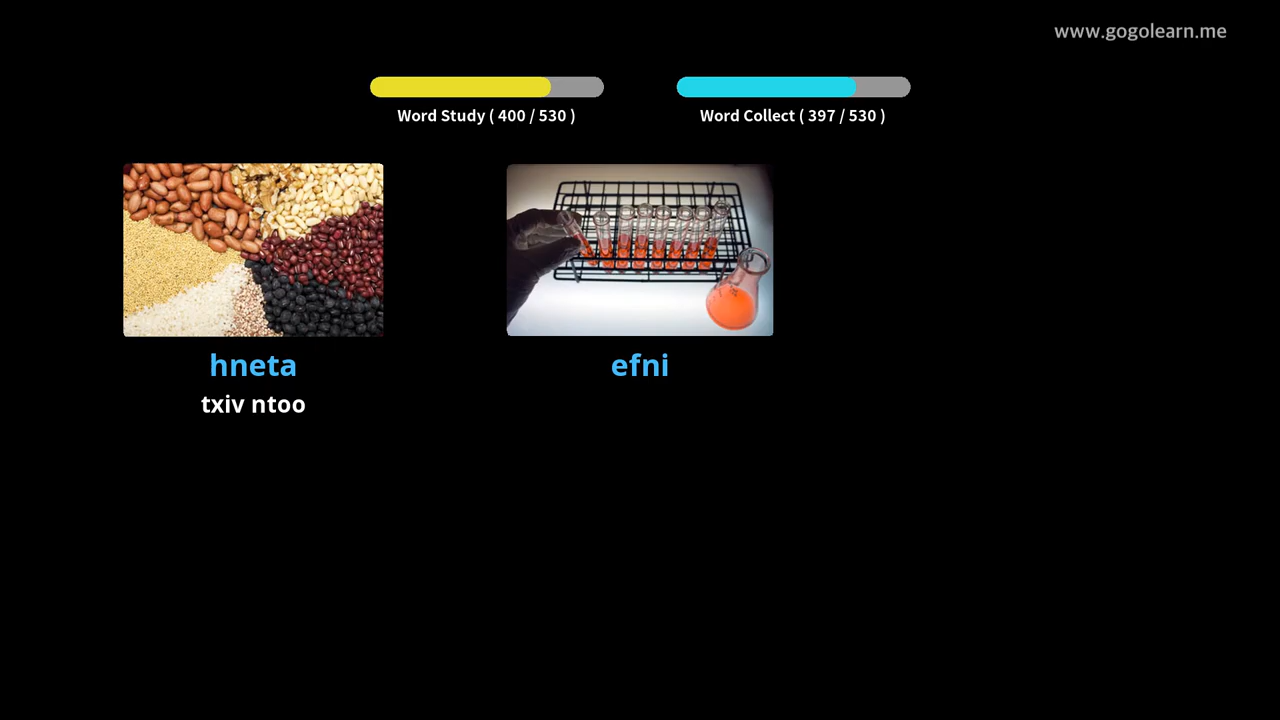 www.gogolearn.me
Word Study ( 400 / 530 )
Word Collect ( 397 / 530 )
hneta
txiv ntoo
efni